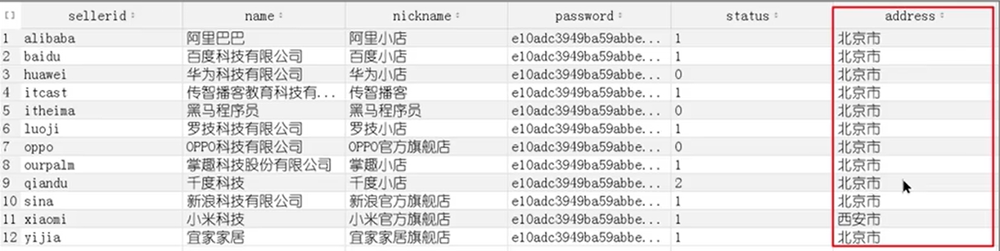 sellerid name nickname password status address
1 alibaba 阿里巴巴 阿里小店 e10adc3949ba59abbe... 1 北京市
2 baidu 百度科技有限公司 百度小店 e10adc3949ba59abbe... 1 北京市
3 huawei 华为科技有限公司 华为小店 e10adc3949ba59abbe... 0 北京市
4 itcast 传智播客教育科技有... 传智播客 e10adc3949ba59abbe... 1 北京市
5 itheima 黑马程序员 黑马程序员 e10adc3949ba59abbe... 0 北京市
6 luoji 罗技科技有限公司 罗技小店 e10adc3949ba59abbe... 1 北京市
7 oppo OPPO科技有限公司 OPPO官方旗舰店 e10adc3949ba59abbe... 0 北京市
8 ourpalm 掌趣科技股份有限公司 掌趣小店 e10adc3949ba59abbe... 1 北京市
9 qiandu 千度科技 千度小店 e10adc3949ba59abbe... 2 北京市
10 sina 新浪科技有限公司 新浪官方旗舰店 e10adc3949ba59abbe... 1 北京市
11 xiaomi 小米科技 小米官方旗舰店 e10adc3949ba59abbe... 1 西安市
12 yijia 宜家家居 宜家家居旗舰店 e10adc3949ba59abbe... 1 北京市